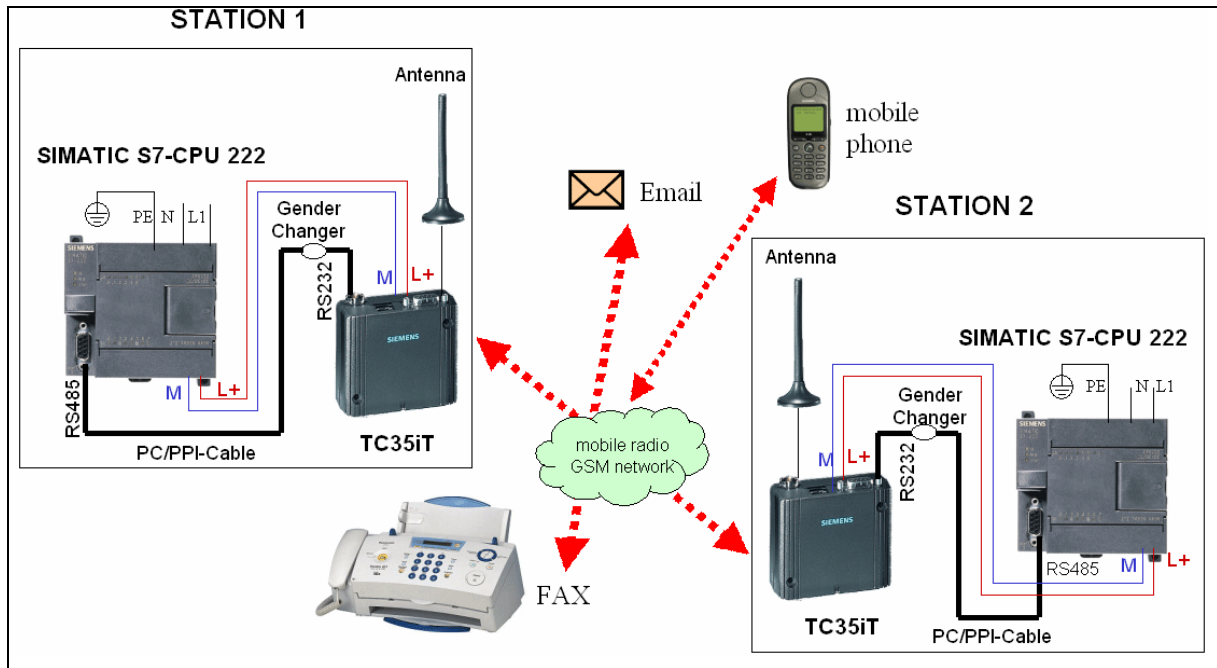 STATION 1
Antenna
SIMATIC S7-CPU 222
PE N L1
Gender
Changer
RS232
M
L+
SIEMENS
SIEMENS
RS485
M
L+
PC/PPI-Cable
TC35iT
Email
mobile
phone
mobile radio
GSM network
FAX
STATION 2
Antenna
SIMATIC S7-CPU 222
PE N L1
Gender
Changer
M
L+
RS232
SIEMENS
SIEMENS
RS485
M
L+
TC35iT
PC/PPI-Cable